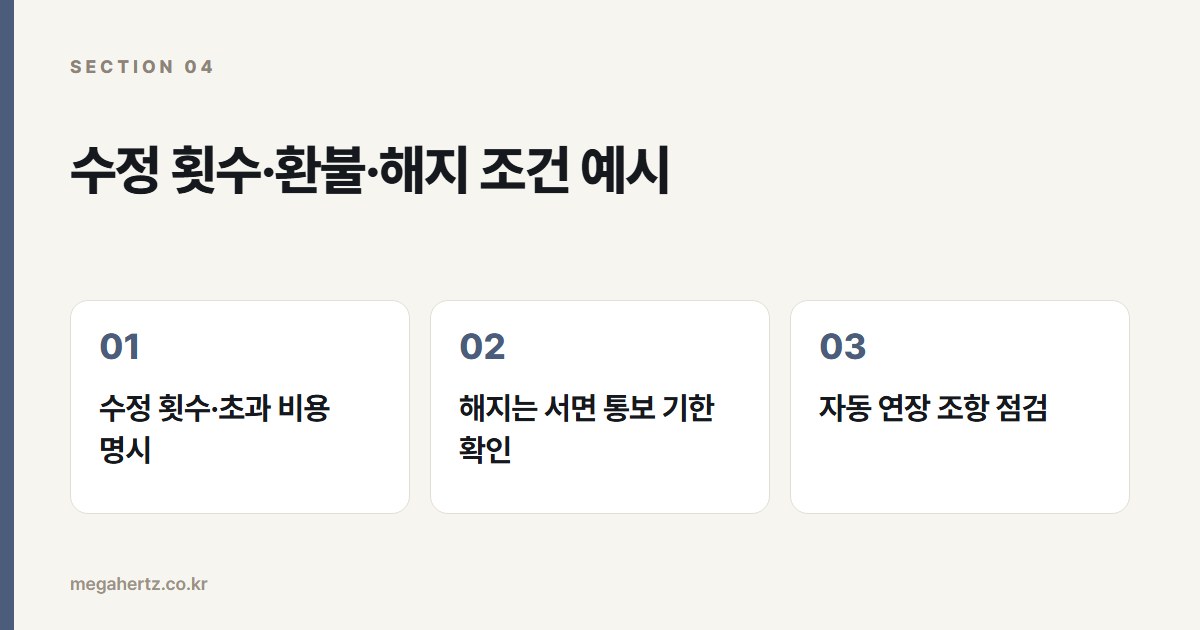 SECTION 04
수정 횟수·환불·해지 조건 예시
01
수정 횟수·초과 비용
명시
02
해지는 서면 통보 기한
확인
03
자동 연장 조항 점검
megahertz.co.kr